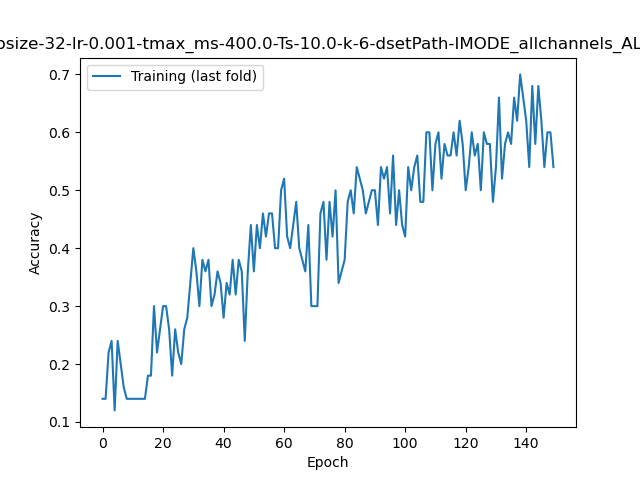 osize-32-lr-0.001-tmax_ms-400.0-Ts-10.0-k-6-dsetPath-IMODE_allchannels_AL
Training (last fold)
Accuracy
0.7
0.6
0.5
0.4
0.3
0.2
0.1
0 20 40 60 80 100 120 140
Epoch